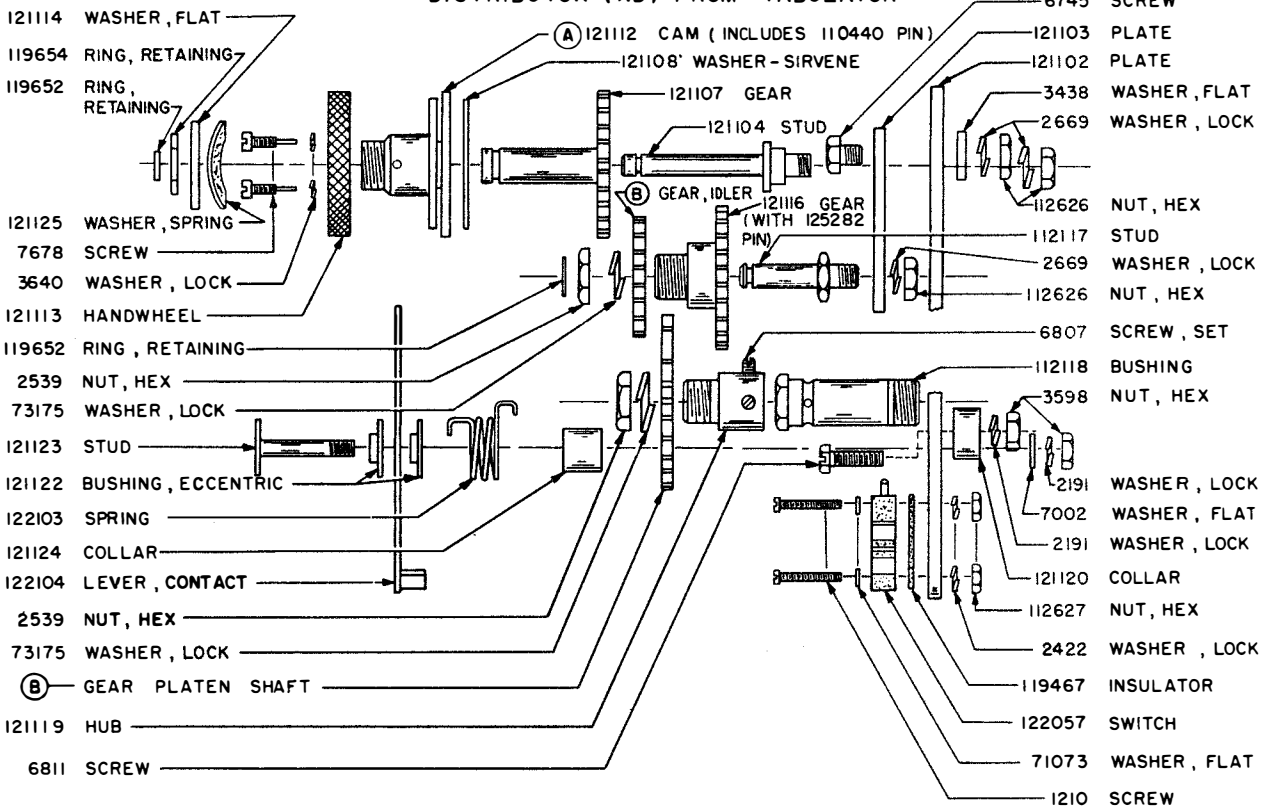 121114 WASHER, FLAT
119654 RING, RETAINING
119652 RING,
RETAINING
121125 WASHER, SPRING
7678 SCREW
3640 WASHER, LOCK
121113 HANDWHEEL
119652 RING, RETAINING
2539 NUT, HEX
73175 WASHER, LOCK
121123 STUD
121122 BUSHING, ECCENTRIC
122103 SPRING
121124 COLLAR
122104 LEVER, CONTACT
2539 NUT, HEX
73175 WASHER, LOCK
B GEAR PLATEN SHAFT
121119 HUB
6811 SCREW
A 121112 CAM (INCLUDES 110440 PIN)
121108 WASHER-SIRVENE
121107 GEAR
121104 STUD
B GEAR, IDLER
121116 GEAR
(WITH 125282
PIN)
6745 SCREW
121103 PLATE
121102 PLATE
3438 WASHER, FLAT
2669 WASHER, LOCK
112626 NUT, HEX
112117 STUD
2669 WASHER, LOCK
112626 NUT, HEX
6807 SCREW, SET
112118 BUSHING
3598 NUT, HEX
2191 WASHER, LOCK
7002 WASHER, FLAT
2191 WASHER, LOCK
121120 COLLAR
112627 NUT, HEX
2422 WASHER, LOCK
119467 INSULATOR
122057 SWITCH
71073 WASHER, FLAT
1210 SCREW